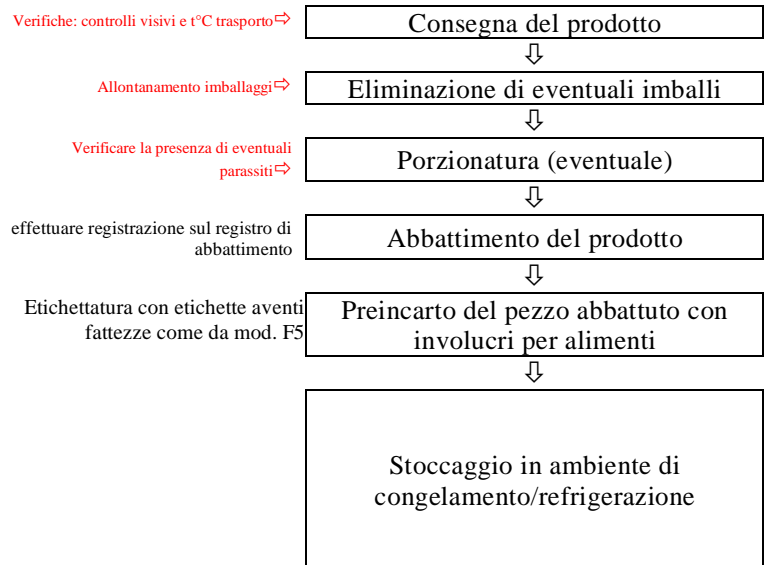 Verifiche: controlli visivi e t°C trasporto⇨
Consegna del prodotto
⇩
Allontanamento imballaggi⇨
Eliminazione di eventuali imballi
⇩
Verificare la presenza di eventuali
parassiti⇨
Porzionatura (eventuale)
⇩
effettuare registrazione sul registro di
abbattimento
Abbattimento del prodotto
⇩
Etichettatura con etichette aventi
fattezze come da mod. F5
Preincarto del pezzo abbattuto con
involucri per alimenti
⇩
Stoccaggio in ambiente di
congelamento/refrigerazione